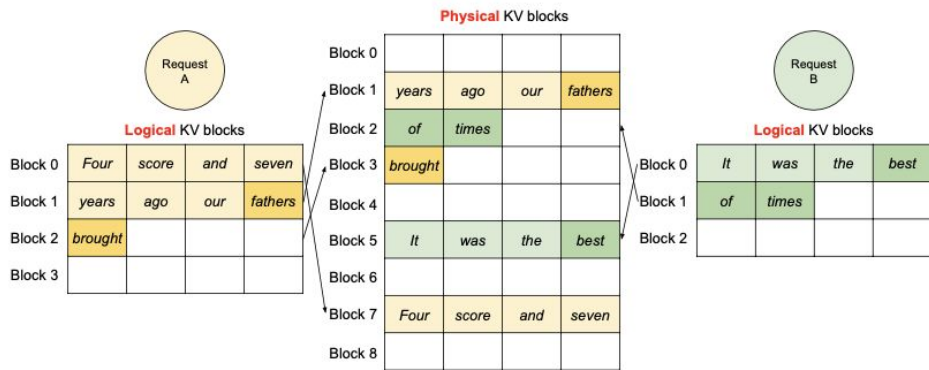 Physical KV blocks
Request
A
Request
B
Logical KV blocks
Block 0 Four score and seven
Block 1 years ago our fathers
Block 2 brought
Block 3
Block 0
Block 1 years ago our fathers
Block 2 of times
Block 3 brought
Block 4
Block 5 It was the best
Block 6
Block 7 Four score and seven
Block 8
Logical KV blocks
Block 0 It was the best
Block 1 of times
Block 2